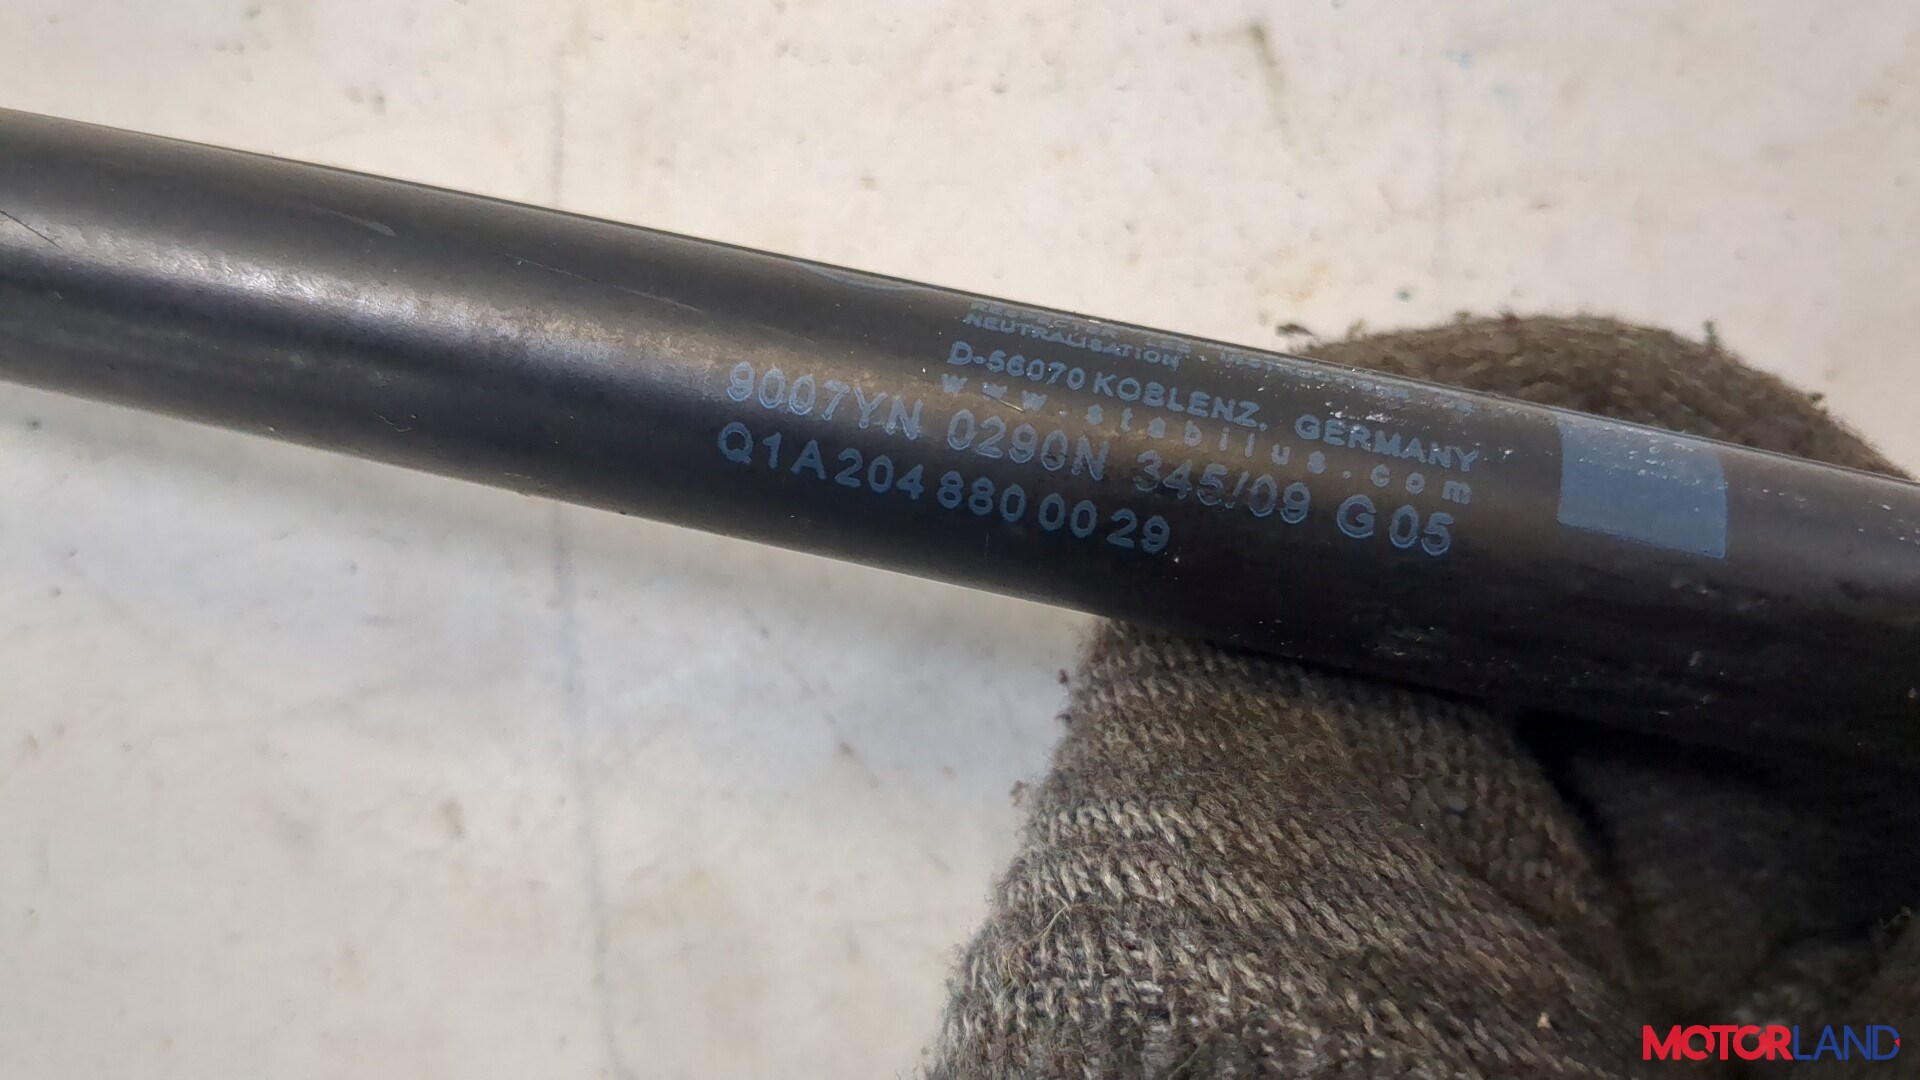 NEUTRALISATION
D-56070 KOBLENZ, GERMANY
www.stabilus.com
9007YN 0290N 345/09 G05
Q1A204 880 00 29
MOTORLAND